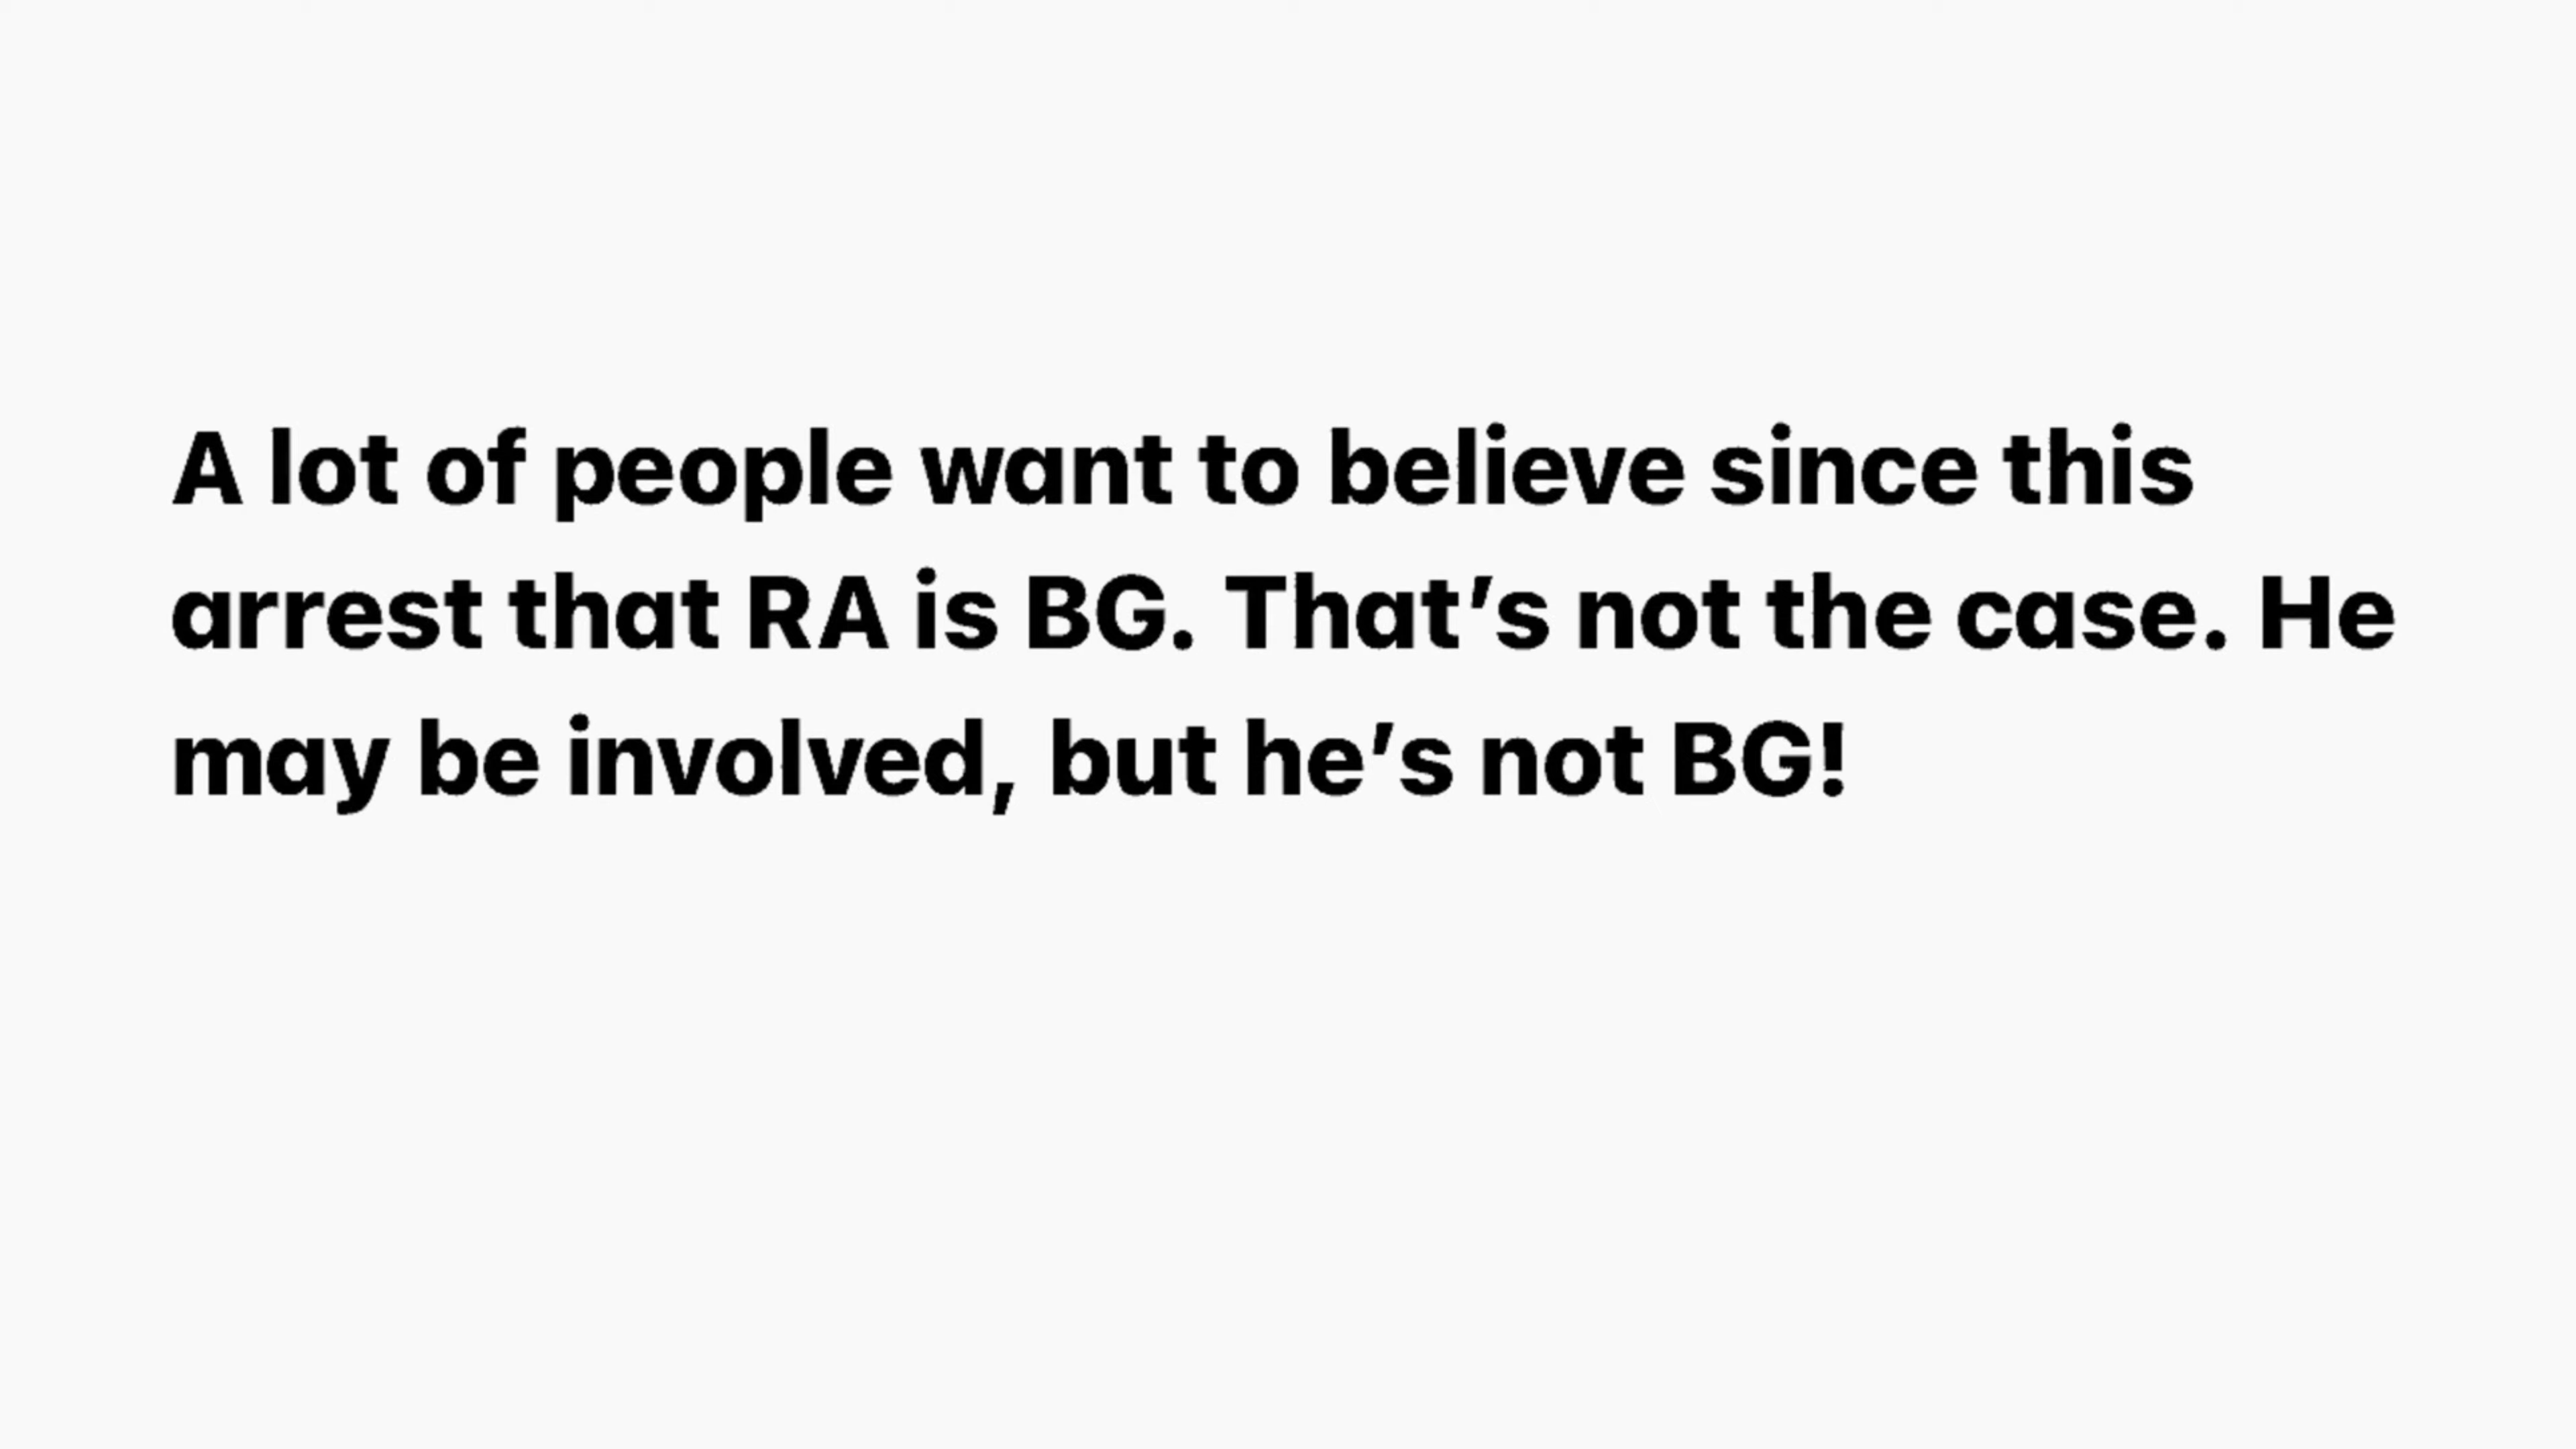 A lot of people want to believe since this
arrest that RA is BG. That’s not the case. He
may be involved, but he’s not BG!